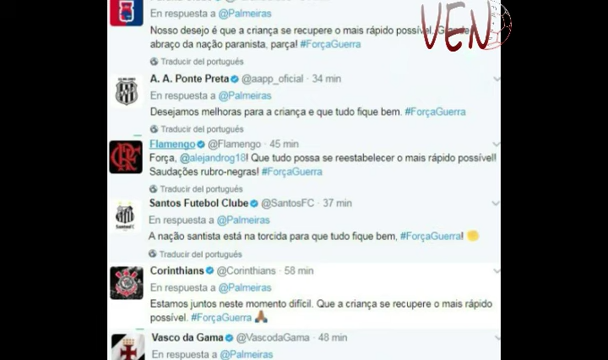 VEN
En respuesta a @Palmeiras
Nosso desejo é que a criança se recupere o mais rápido possível.
abraço da nação paranista, parça! #ForçaGuerra
Traducir del portugués
A. A. Ponte Preta @aapp_oficial · 34 min
En respuesta a @Palmeiras
Desejamos melhoras para a criança e que tudo fique bem. #ForçaGuerra
Traducir del portugués
Flamengo @Flamengo · 45 min
Força, @alejandrog18! Que tudo possa se reestabelecer o mais rápido possível!
Saudações rubro-negras! #ForçaGuerra
Traducir del portugués
Santos Futebol Clube @SantosFC · 37 min
En respuesta a @Palmeiras
A nação santista está na torcida para que tudo fique bem, #ForçaGuerra! ✊
Traducir del portugués
Corinthians @Corinthians · 58 min
En respuesta a @Palmeiras
Estamos juntos neste momento difícil. Que a criança se recupere o mais rápido
possível. #ForçaGuerra 🙏🏾
Vasco da Gama @VascodaGama · 48 min
En respuesta a @Palmeiras